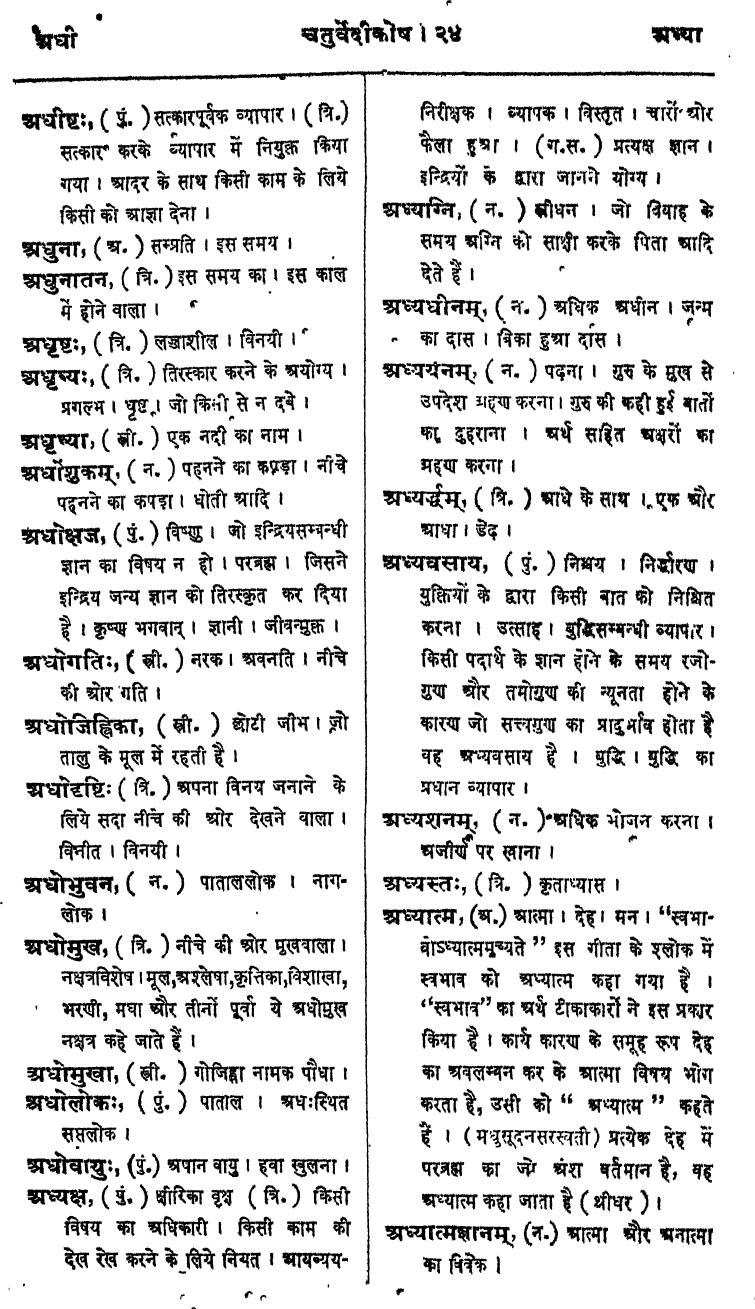 अधी
चतुर्वेदीकोष । २४
अध्या
अधीष्टः, ( पुं. ) सत्कारपूर्वक व्यापार । ( त्रि.)
सत्कार करके व्यापार में नियुक्त किया
गया । आदर के साथ किसी काम के लिये
किसी को आज्ञा देना ।
अधुना, ( अ. ) सम्प्रति । इस समय ।
अधुनातन, ( त्रि. ) इस समय का । इस काल
में होने वाला ।
अधृष्टः, ( त्रि. ) लज्जाशील । विनयी ।
अधृष्यः, ( त्रि. ) तिरस्कार करने के अयोग्य ।
प्रगल्भ । धृष्ट । जो किसी से न दबे ।
अधृष्या, ( स्त्री. ) एक नदी का नाम ।
अधोंशुकम्, ( न. ) पहनने का कपड़ा । नीचे
पहनने का कपड़ा । धोती आदि ।
अधोक्षज, ( पुं. ) विष्णु । जो इन्द्रियसम्बन्धी
ज्ञान का विषय न हो । परब्रह्म । जिसने
इन्द्रिय जन्य ज्ञान को तिरस्कृत कर दिया
है । कृष्ण भगवान् । ज्ञानी । जीवन्मुक्त ।
अधोगतिः, ( स्त्री. ) नरक । अवनति । नीचे
की ओर गति ।
अधोजिह्विका, ( स्त्री. ) छोटी जीभ । जो
तालु के मूल में रहती है ।
अधोदृष्टिः ( त्रि. ) अपना विनय जनाने के
लिये सदा नीचे की ओर देखने वाला ।
विनीत । विनयी ।
अधोभुवन, ( न. ) पाताललोक । नाग-
लोक ।
अधोमुख, ( त्रि. ) नीचे की ओर मुखवाला ।
नक्षत्रविशेष । मूल,अश्लेषा,कृत्तिका,विशाखा,
भरणी, मघा और तीनों पूर्वा ये अधोमुख
नक्षत्र कहे जाते हैं ।
अधोमुखा, ( स्त्री. ) गोजिह्वा नामक पौधा ।
अधोलोकः, ( पुं. ) पाताल । अधःस्थित
सप्तलोक ।
अधोवायुः, (पुं.) अपान वायु । हवा खुलना ।
अध्यक्ष, ( पुं. ) क्षीरिका वृक्ष ( त्रि. ) किसी
विषय का अधिकारी । किसी काम की
देख रेख करने के लिये नियत । आयव्यय-
निरीक्षक । व्यापक । विस्तृत । चारों ओर
फैला हुआ । (ग.स.) प्रत्यक्ष ज्ञान ।
इन्द्रियों के द्वारा जानने योग्य ।
अध्यग्नि, ( न. ) स्त्रीधन । जो विवाह के
समय अग्नि को साक्षी करके पिता आदि
देते हैं ।
अध्यधीनम्, ( न. ) अधिक अधीन । जन्म
का दास । बिका हुआ दास ।
अध्ययनम्, ( न. ) पढ़ना । गुरु के मुख से
उपदेश ग्रहण करना । गुरु की कही हुई बातों
का दुहराना । अर्थ सहित अक्षरों का
ग्रहण करना ।
अध्यर्द्धम्, ( त्रि. ) आधे के साथ । एक और
आधा । डेढ़ ।
अध्यवसाय, ( पुं. ) निश्चय । निर्द्धारण ।
युक्तियों के द्वारा किसी बात को निश्चित
करना । उत्साह । बुद्धिसम्बन्धी व्यापार ।
किसी पदार्थ के ज्ञान होने के समय रजो-
गुण और तमोगुण की न्यूनता होने के
कारण जो सत्त्वगुण का प्रादुर्भाव होता है
वह अध्यवसाय है । बुद्धि । बुद्धि का
प्रधान व्यापार ।
अध्यशनम्, ( न. ) अधिक भोजन करना ।
अजीर्ण पर खाना ।
अध्यस्तः, ( त्रि. ) कृताध्यास ।
अध्यात्म, (अ.) आत्मा । देह । मन । “स्वभा-
वोऽध्यात्ममुच्यते” इस गीता के श्लोक में
स्वभाव को अध्यात्म कहा गया है ।
“स्वभाव” का अर्थ टीकाकारों ने इस प्रकार
किया है । कार्य कारण के समूह रूप देह
का अवलम्बन कर के आत्मा विषय भोग
करता है, उसी को “ अध्यात्म ” कहते
हैं । ( मधुसूदनसरस्वती ) प्रत्येक देह में
परब्रह्म का जो अंश वर्तमान है, वह
अध्यात्म कहा जाता है ( श्रीधर ) ।
अध्यात्मज्ञानम्, (न.) आत्मा और अनात्मा
का विवेक ।